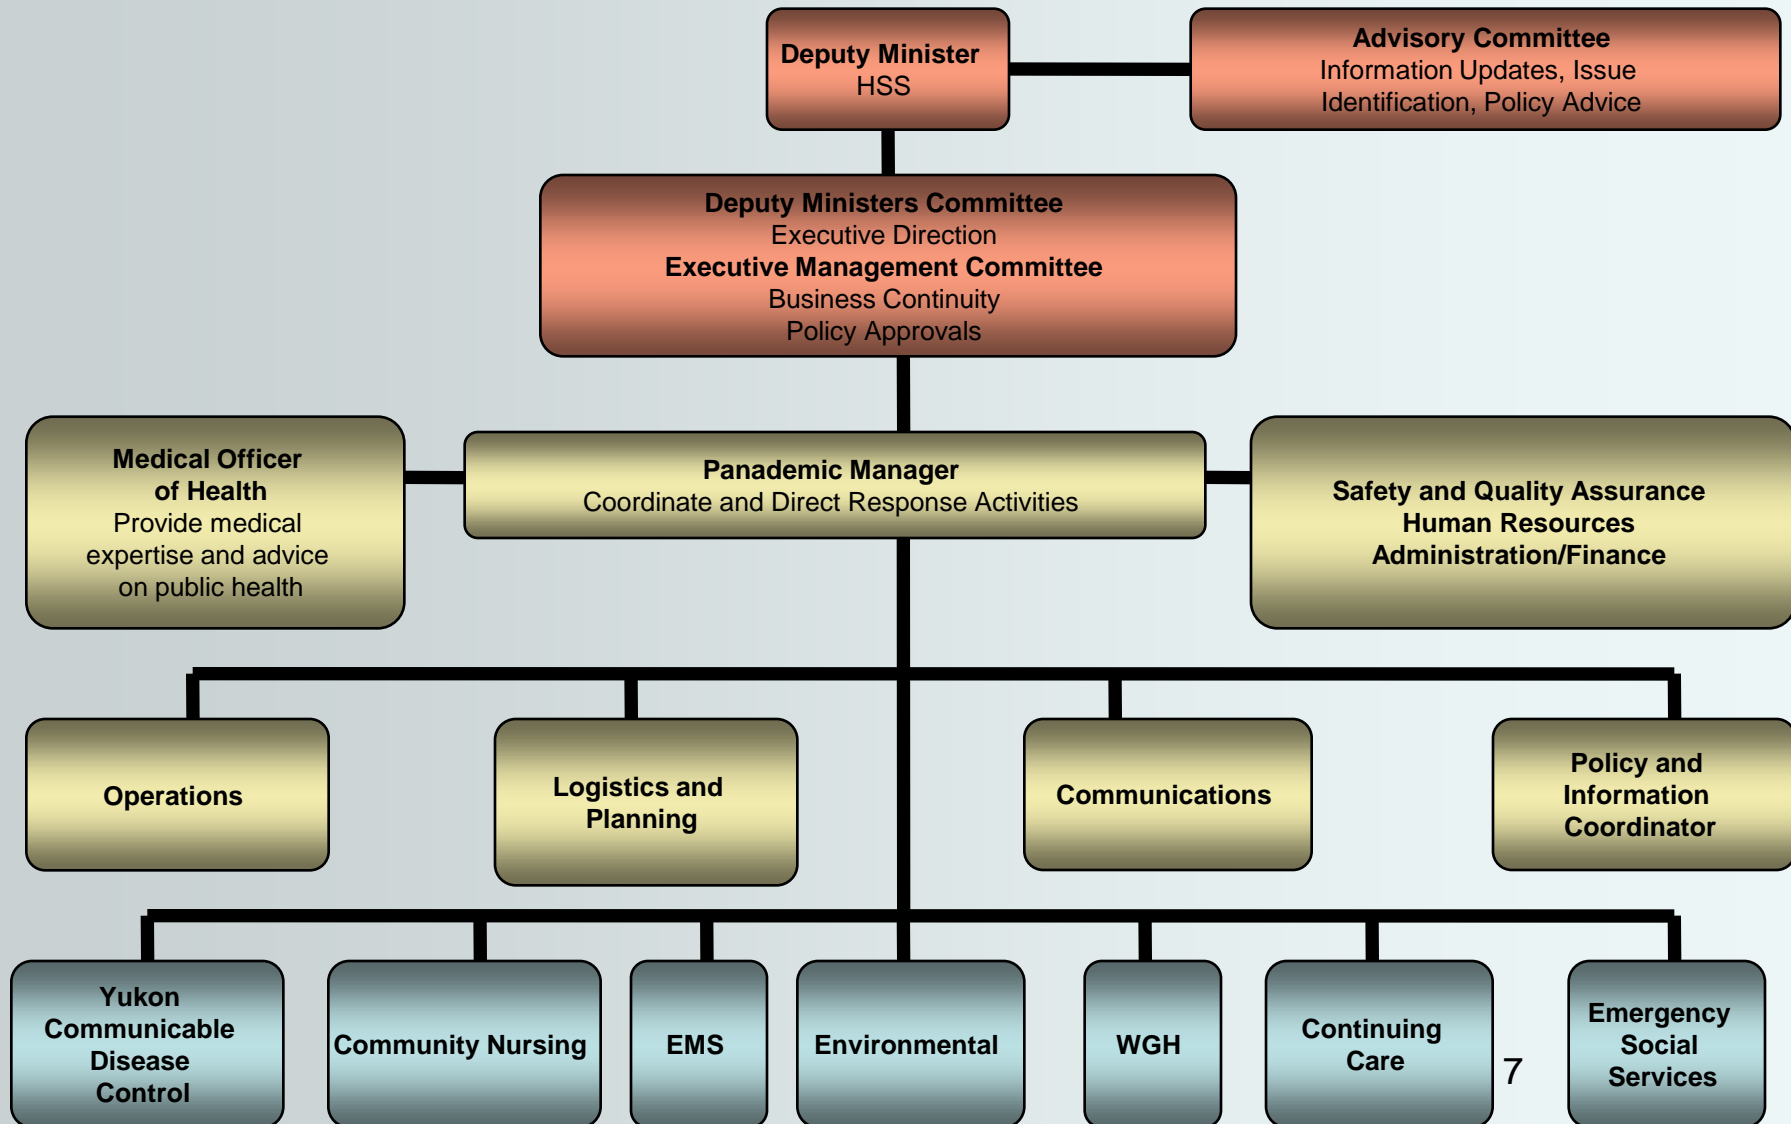 Deputy Minister
HSS
Advisory Committee
Information Updates, Issue
Identification, Policy Advice
Deputy Ministers Committee
Executive Direction
Executive Management Committee
Business Continuity
Policy Approvals
Medical Officer
of Health
Provide medical
expertise and advice
on public health
Panademic Manager
Coordinate and Direct Response Activities
Safety and Quality Assurance
Human Resources
Administration/Finance
Operations
Logistics and
Planning
Communications
Policy and
Information
Coordinator
Yukon
Communicable
Disease
Control
Community Nursing
EMS
Environmental
WGH
Continuing
Care
Emergency
Social
Services
7